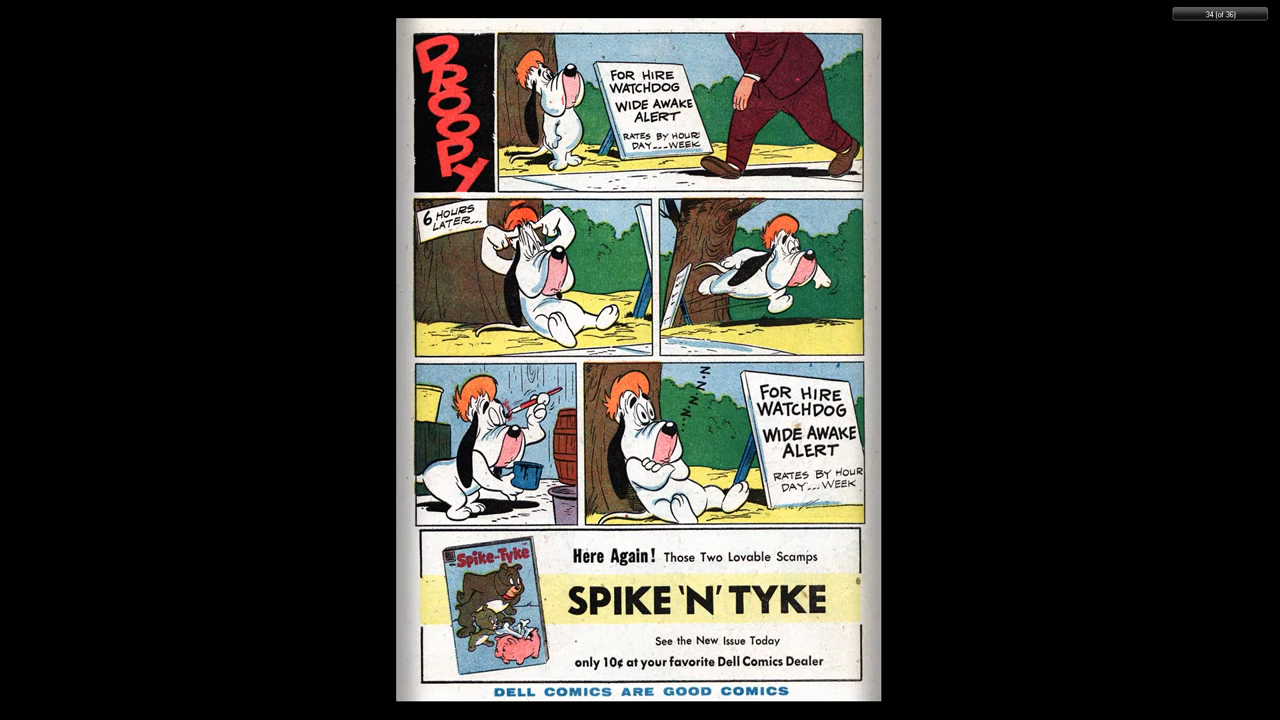 34 (of 36)
DROOPY
FOR HIRE
WATCHDOG
WIDE AWAKE
ALERT
RATES BY HOUR
DAY...WEEK
6 HOURS
LATER...
N.N.N.N
FOR HIRE
WATCHDOG
WIDE AWAKE
ALERT
RATES BY HOUR
DAY...WEEK
Spike and Tyke
Here Again! Those Two Lovable Scamps
SPIKE 'N' TYKE
See the New Issue Today
only 10¢ at your favorite Dell Comics Dealer
DELL COMICS ARE GOOD COMICS